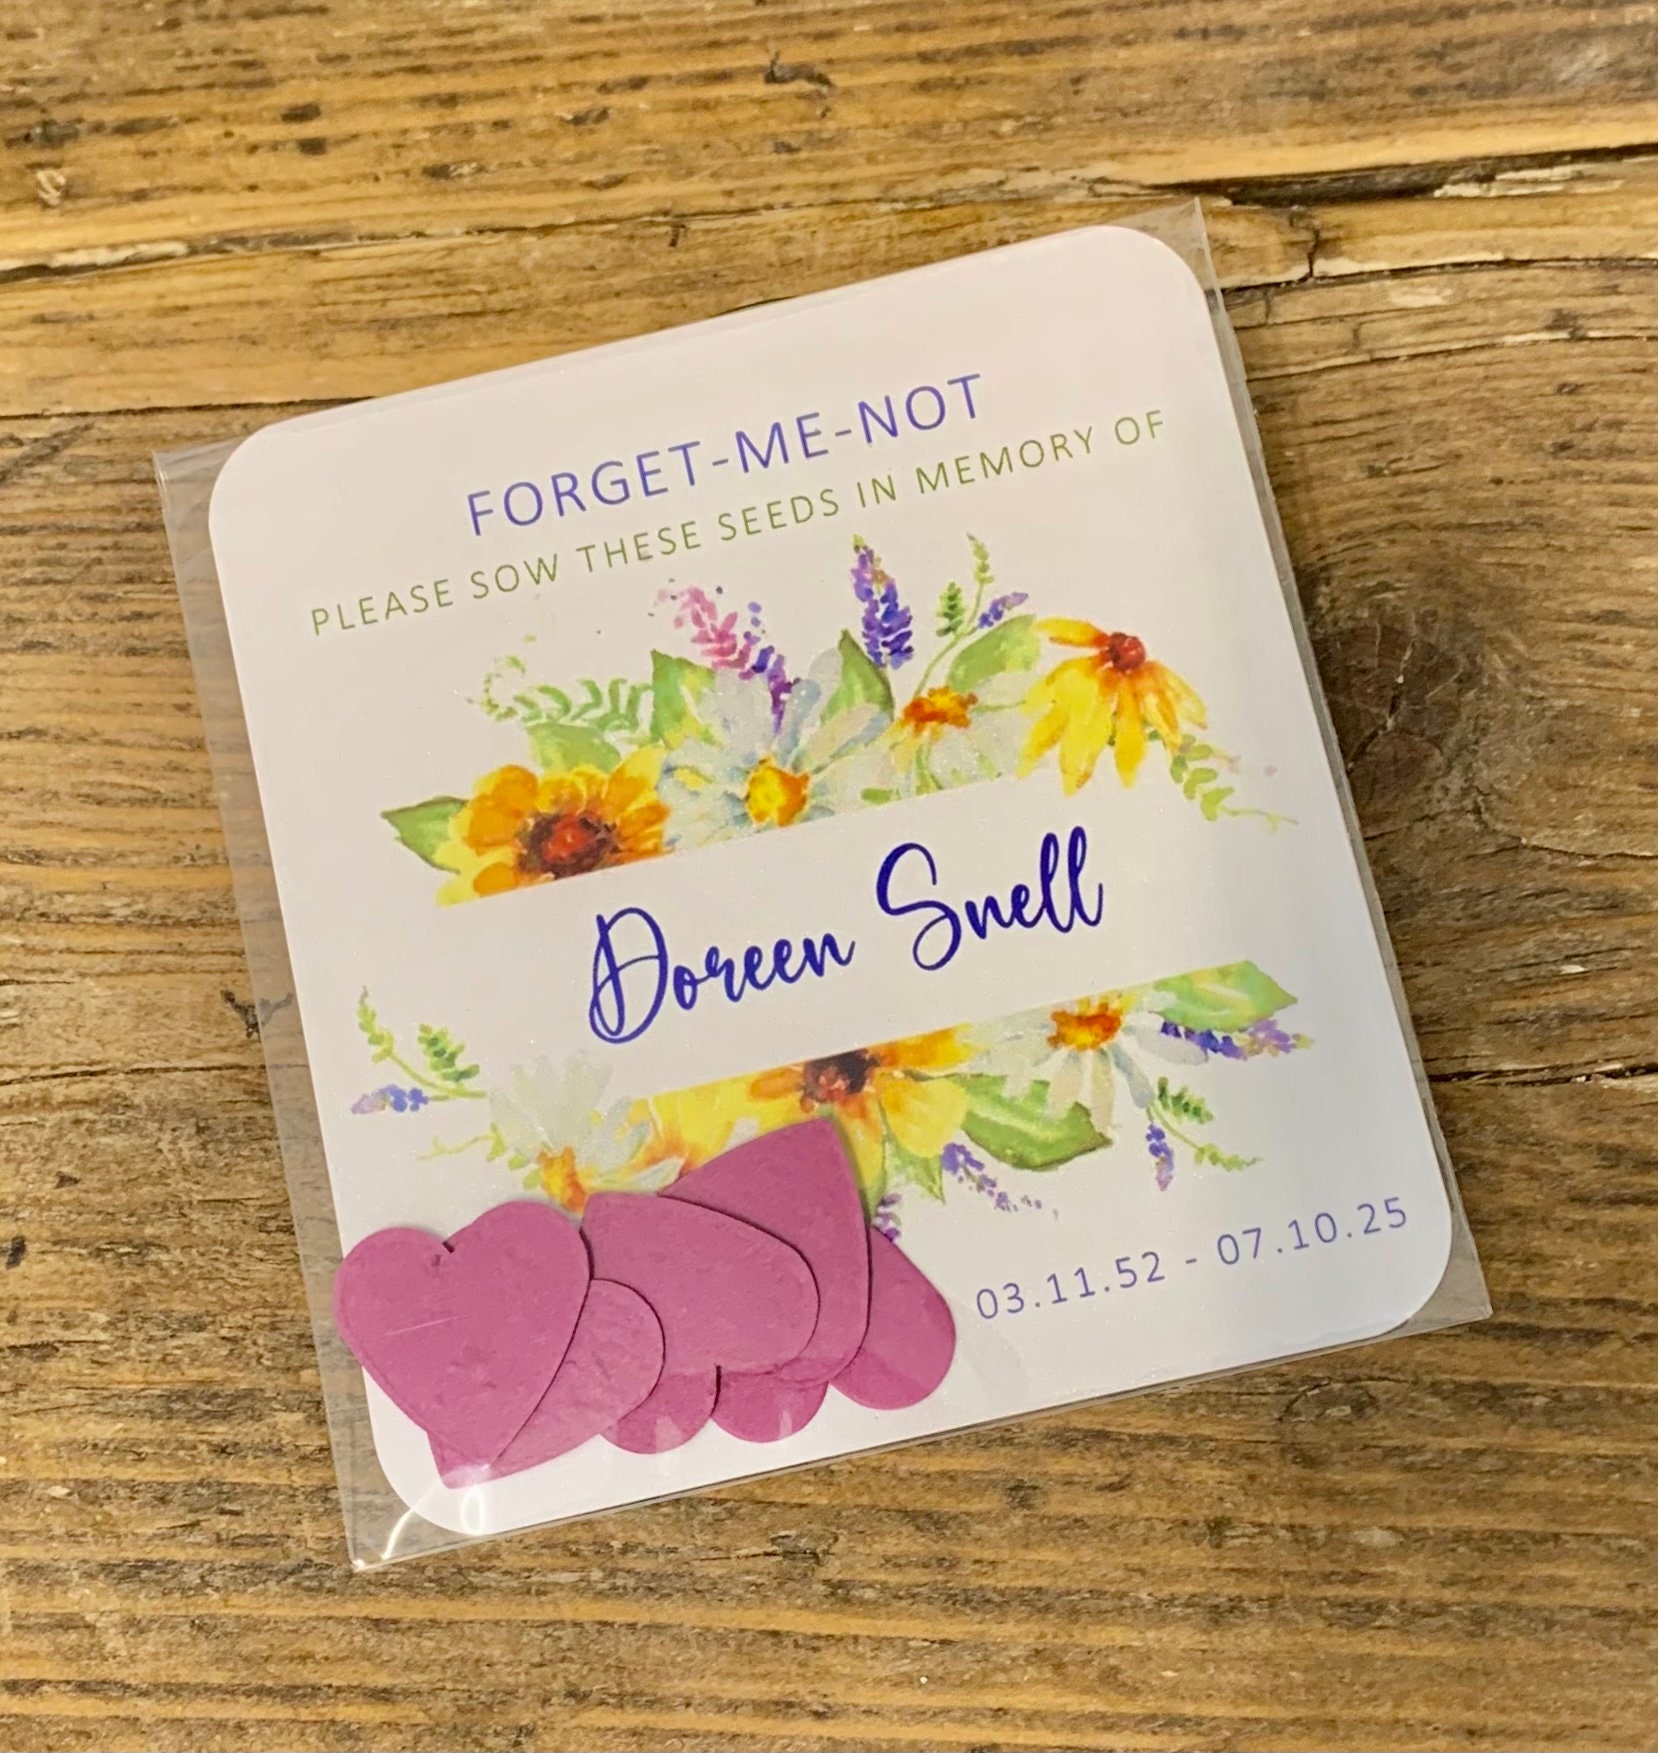 FORGET-ME-NOT
PLEASE SOW THESE SEEDS IN MEMORY OF
Doreen Snell
03.11.52 - 07.10.25